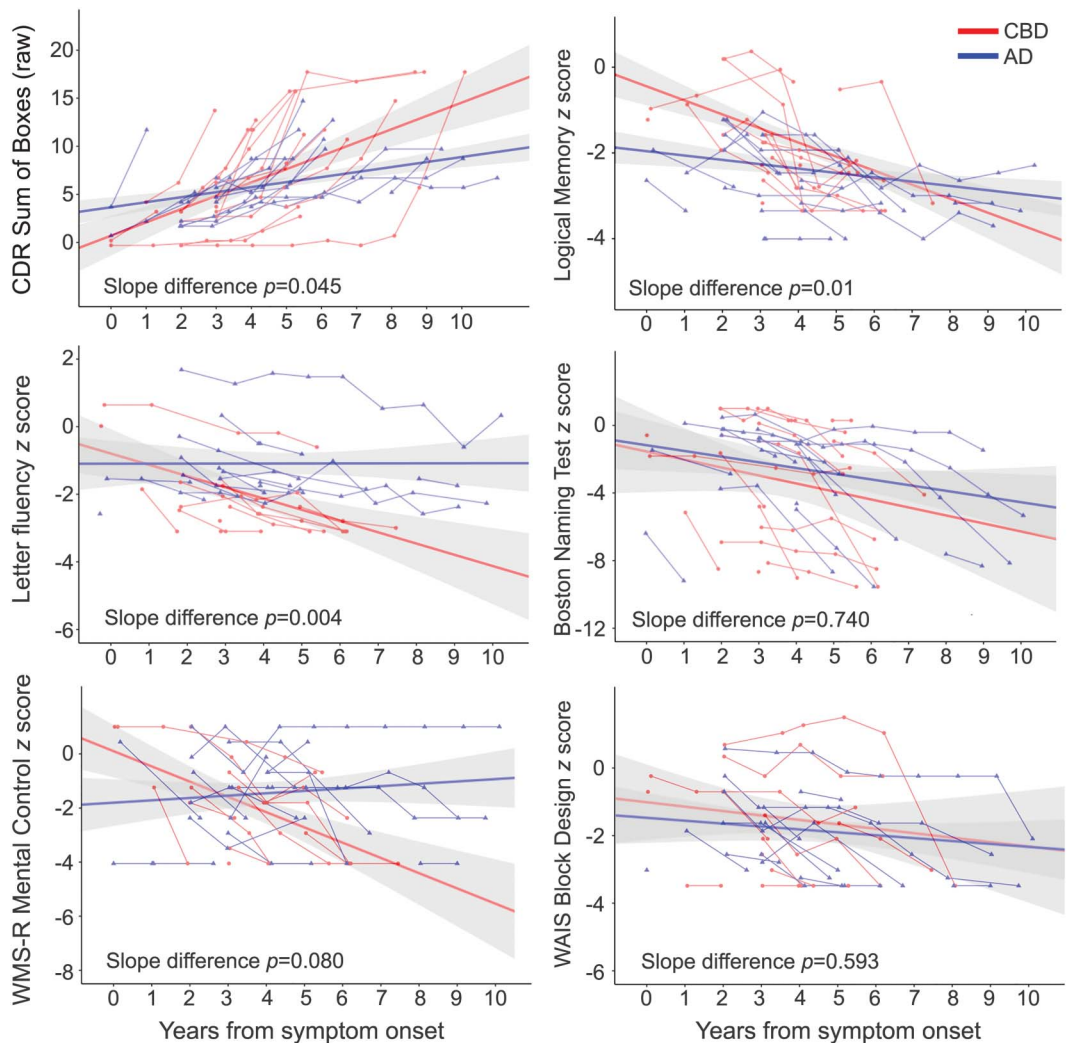 CBD
AD
CDR Sum of Boxes (raw)
20
15
10
5
0
Slope difference p=0.045
0 1 2 3 4 5 6 7 8 9 10
Logical Memory z score
0
-2
-4
Slope difference p=0.01
0 1 2 3 4 5 6 7 8 9 10
Letter fluency z score
2
0
-2
-4
-6
Slope difference p=0.004
0 1 2 3 4 5 6 7 8 9 10
Boston Naming Test z score
0
-4
-8
-12
Slope difference p=0.740
0 1 2 3 4 5 6 7 8 9 10
WMS-R Mental Control z score
0
-2
-4
-6
-8
Slope difference p=0.080
0 1 2 3 4 5 6 7 8 9 10
Years from symptom onset
WAIS Block Design z score
0
-2
-4
-6
Slope difference p=0.593
0 1 2 3 4 5 6 7 8 9 10
Years from symptom onset